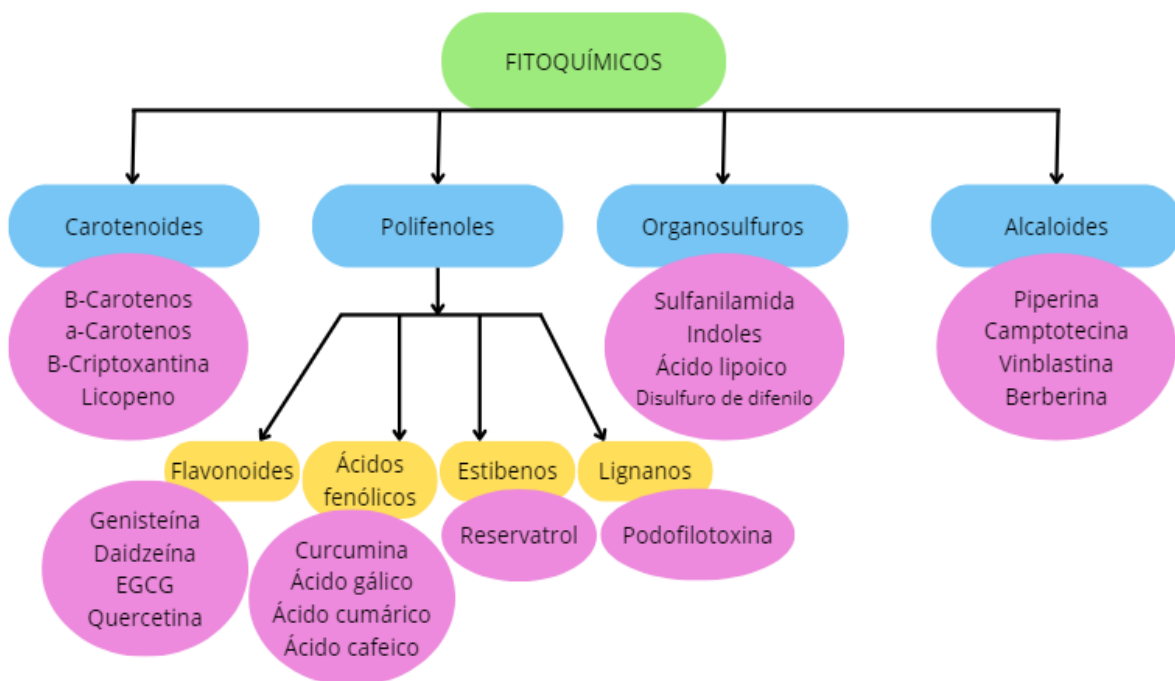 FITOQUÍMICOS
Carotenoides
Polifenoles
Organosulfuros
Alcaloides
B-Carotenos
a-Carotenos
B-Criptoxantina
Licopeno
Sulfanilamida
Indoles
Ácido lipoico
Disulfuro de difenilo
Piperina
Camptotecina
Vinblastina
Berberina
Flavonoides
Ácidos
fenólicos
Estibenos
Lignanos
Genisteína
Daidzeína
EGCG
Quercetina
Curcumina
Ácido gálico
Ácido cumárico
Ácido cafeico
Reservatrol
Podofilotoxina